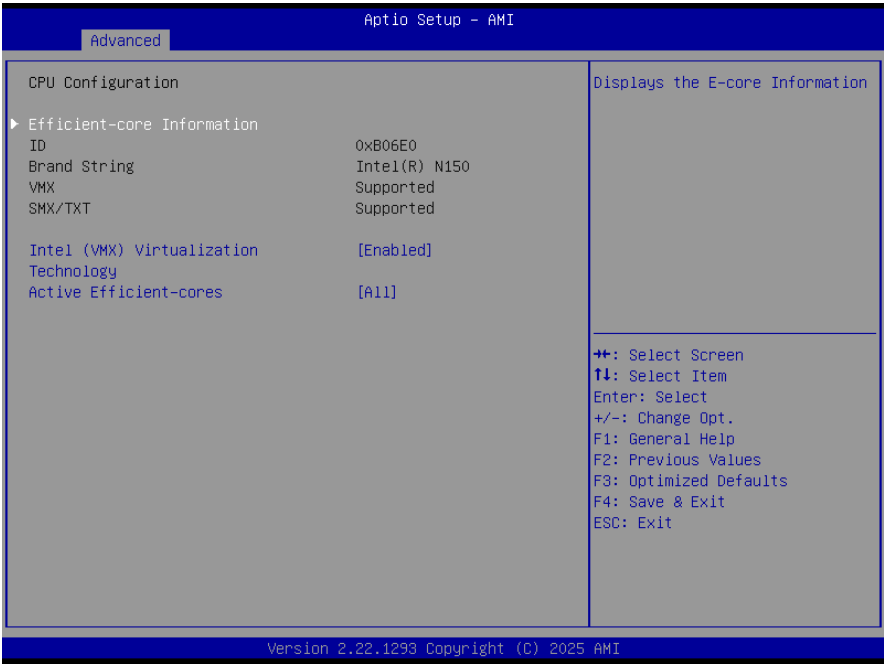 Aptio Setup - AMI
Advanced
CPU Configuration
Efficient-core Information
ID 0xB06E0
Brand String Intel(R) N150
VMX Supported
SMX/TXT Supported
Intel (VMX) Virtualization [Enabled]
Technology
Active Efficient-cores [All]
Displays the E-core Information
→←: Select Screen
↑↓: Select Item
Enter: Select
+/-: Change Opt.
F1: General Help
F2: Previous Values
F3: Optimized Defaults
F4: Save & Exit
ESC: Exit
Version 2.22.1293 Copyright (C) 2025 AMI